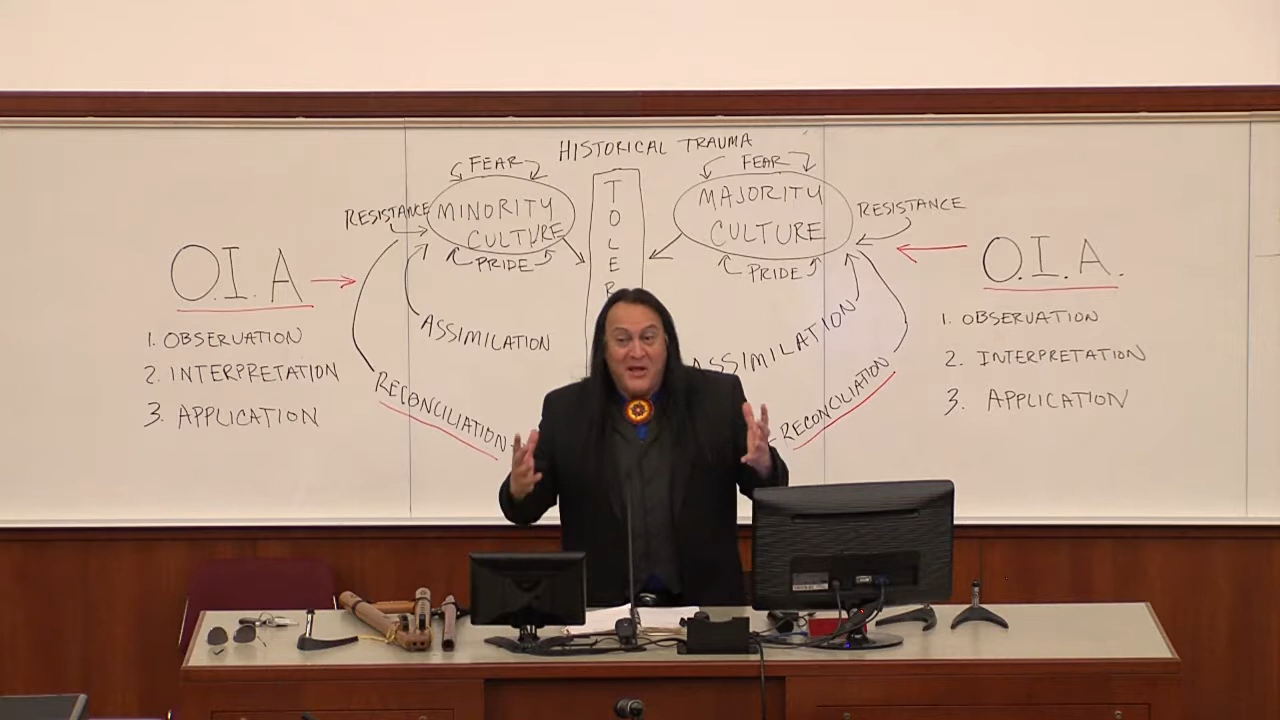 HISTORICAL TRAUMA
FEAR
RESISTANCE
MINORITY
CULTURE
PRIDE
ASSIMILATION
RECONCILIATION
O.I.A
1. OBSERVATION
2. INTERPRETATION
3. APPLICATION
T
O
L
E
R
FEAR
MAJORITY
CULTURE
PRIDE
RESISTANCE
ASSIMILATION
RECONCILIATION
O.I.A.
1. OBSERVATION
2. INTERPRETATION
3. APPLICATION